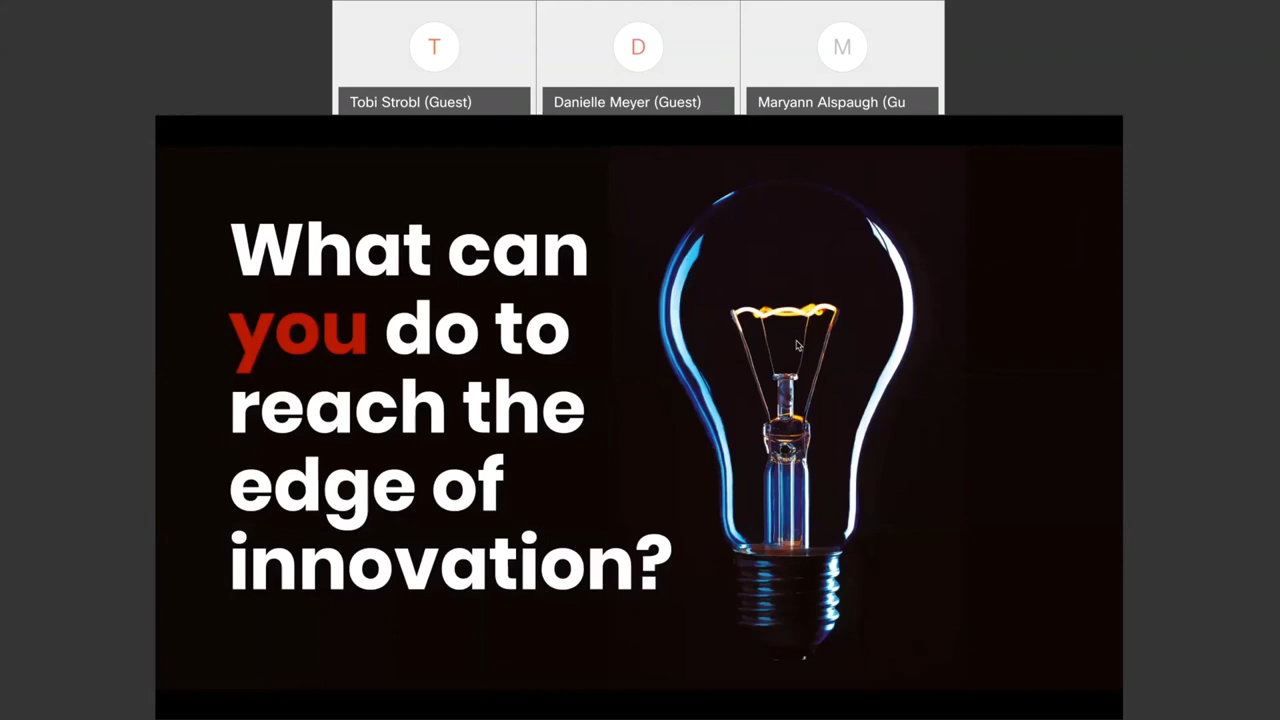 T
D
M
Tobi Strobl (Guest)
Danielle Meyer (Guest)
Maryann Alspaugh (Gu
What can
you do to
reach the
edge of
innovation?